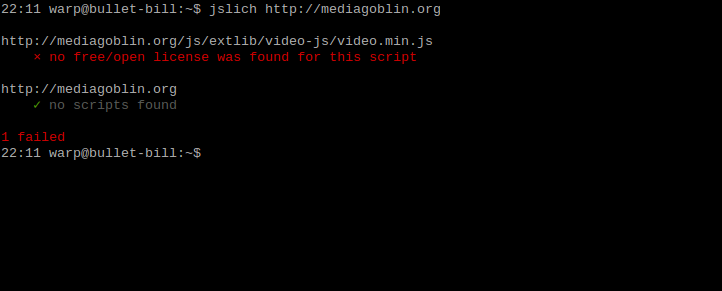 22:11 warp@bullet-bill:~$ jslich http://mediagoblin.org
http://mediagoblin.org/js/extlib/video-js/video.min.js
× no free/open license was found for this script
http://mediagoblin.org
✓ no scripts found
1 failed
22:11 warp@bullet-bill:~$